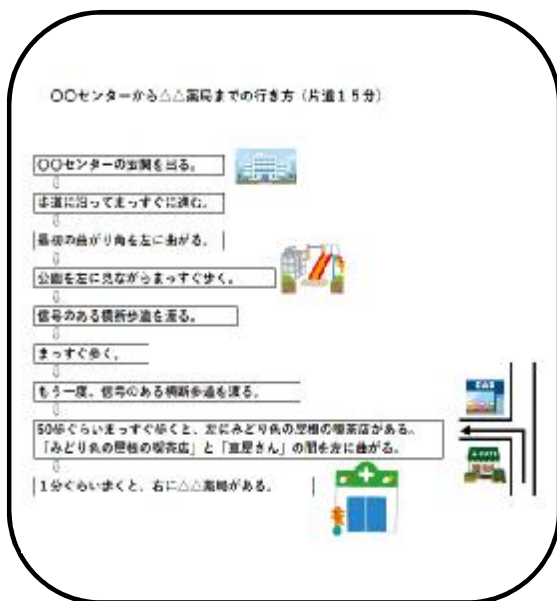 〇〇センターから△△薬局までの行き方（片道１５分）
〇〇センターの玄関を出る。
歩道に沿ってまっすぐに進む。
最初の曲がり角を左に曲がる。
公園を左に見ながらまっすぐ歩く。
信号のある横断歩道を渡る。
まっすぐ歩く。
もう一度、信号のある横断歩道を渡る。
50歩ぐらいまっすぐ歩くと、左にみどり色の屋根の喫茶店がある。
「みどり色の屋根の喫茶店」と「車屋さん」の間を左に曲がる。
１分ぐらい歩くと、右に△△薬局がある。